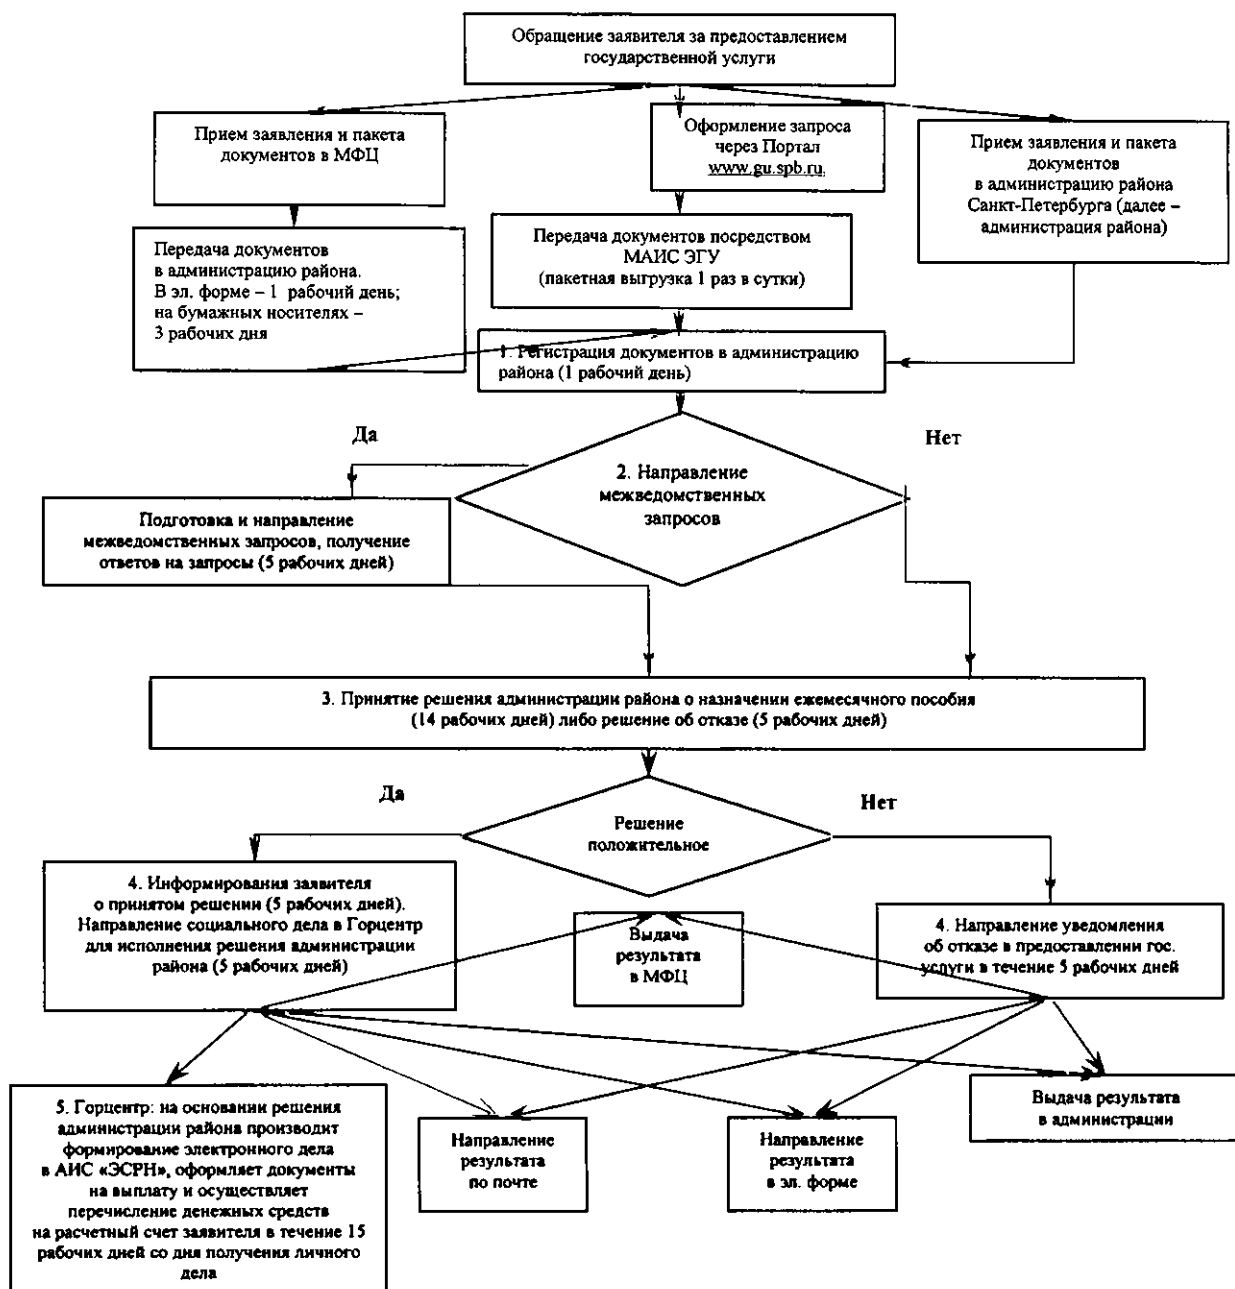 Обращение заявителя за предоставлением
государственной услуги
Прием заявления и пакета
документов в МФЦ
Оформление запроса
через Портал
www.gu.spb.ru.
Прием заявления и пакета
документов
в администрацию района
Санкт-Петербурга (далее –
администрация района)
Передача документов
в администрацию района.
В эл. форме – 1 рабочий день;
на бумажных носителях –
3 рабочих дня
Передача документов посредством
МАИС ЭГУ
(пакетная выгрузка 1 раз в сутки)
1. Регистрация документов в администрацию
района (1 рабочий день)
Да
Нет
2. Направление
межведомственных
запросов
Подготовка и направление
межведомственных запросов, получение
ответов на запросы (5 рабочих дней)
3. Принятие решения администрации района о назначении ежемесячного пособия
(14 рабочих дней) либо решение об отказе (5 рабочих дней)
Да
Нет
Решение
положительное
4. Информирования заявителя
о принятом решении (5 рабочих дней).
Направление социального дела в Горцентр
для исполнения решения администрации
района (5 рабочих дней)
Выдача
результата
в МФЦ
4. Направление уведомления
об отказе в предоставлении гос.
услуги в течение 5 рабочих дней
5. Горцентр: на основании решения
администрации района производит
формирование электронного дела
в АИС «ЭСРН», оформляет документы
на выплату и осуществляет
перечисление денежных средств
на расчетный счет заявителя в течение 15
рабочих дней со дня получения личного
дела
Направление
результата
по почте
Направление
результата
в эл. форме
Выдача результата
в администрации